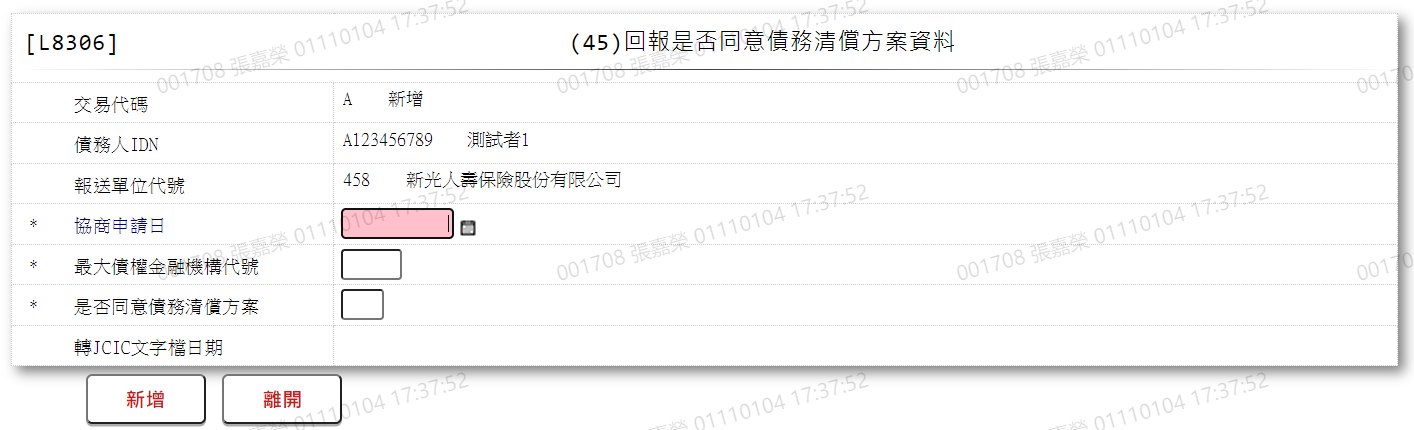 [L8306] (45)回報是否同意債務清償方案資料
交易代碼 A 新增
債務人IDN A123456789 測試者1
報送單位代號 458 新光人壽保險股份有限公司
* 協商申請日
* 最大債權金融機構代號
* 是否同意債務清償方案
轉JCIC文字檔日期
新增 離開
001708 張嘉榮 01110104 17:37:52